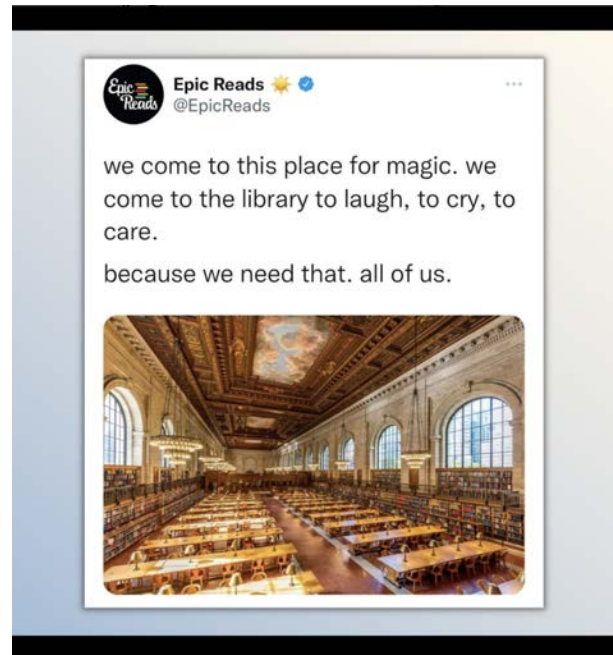 Epic
Reads
Epic Reads
@EpicReads
we come to this place for magic. we
come to the library to laugh, to cry, to
care.
because we need that. all of us.